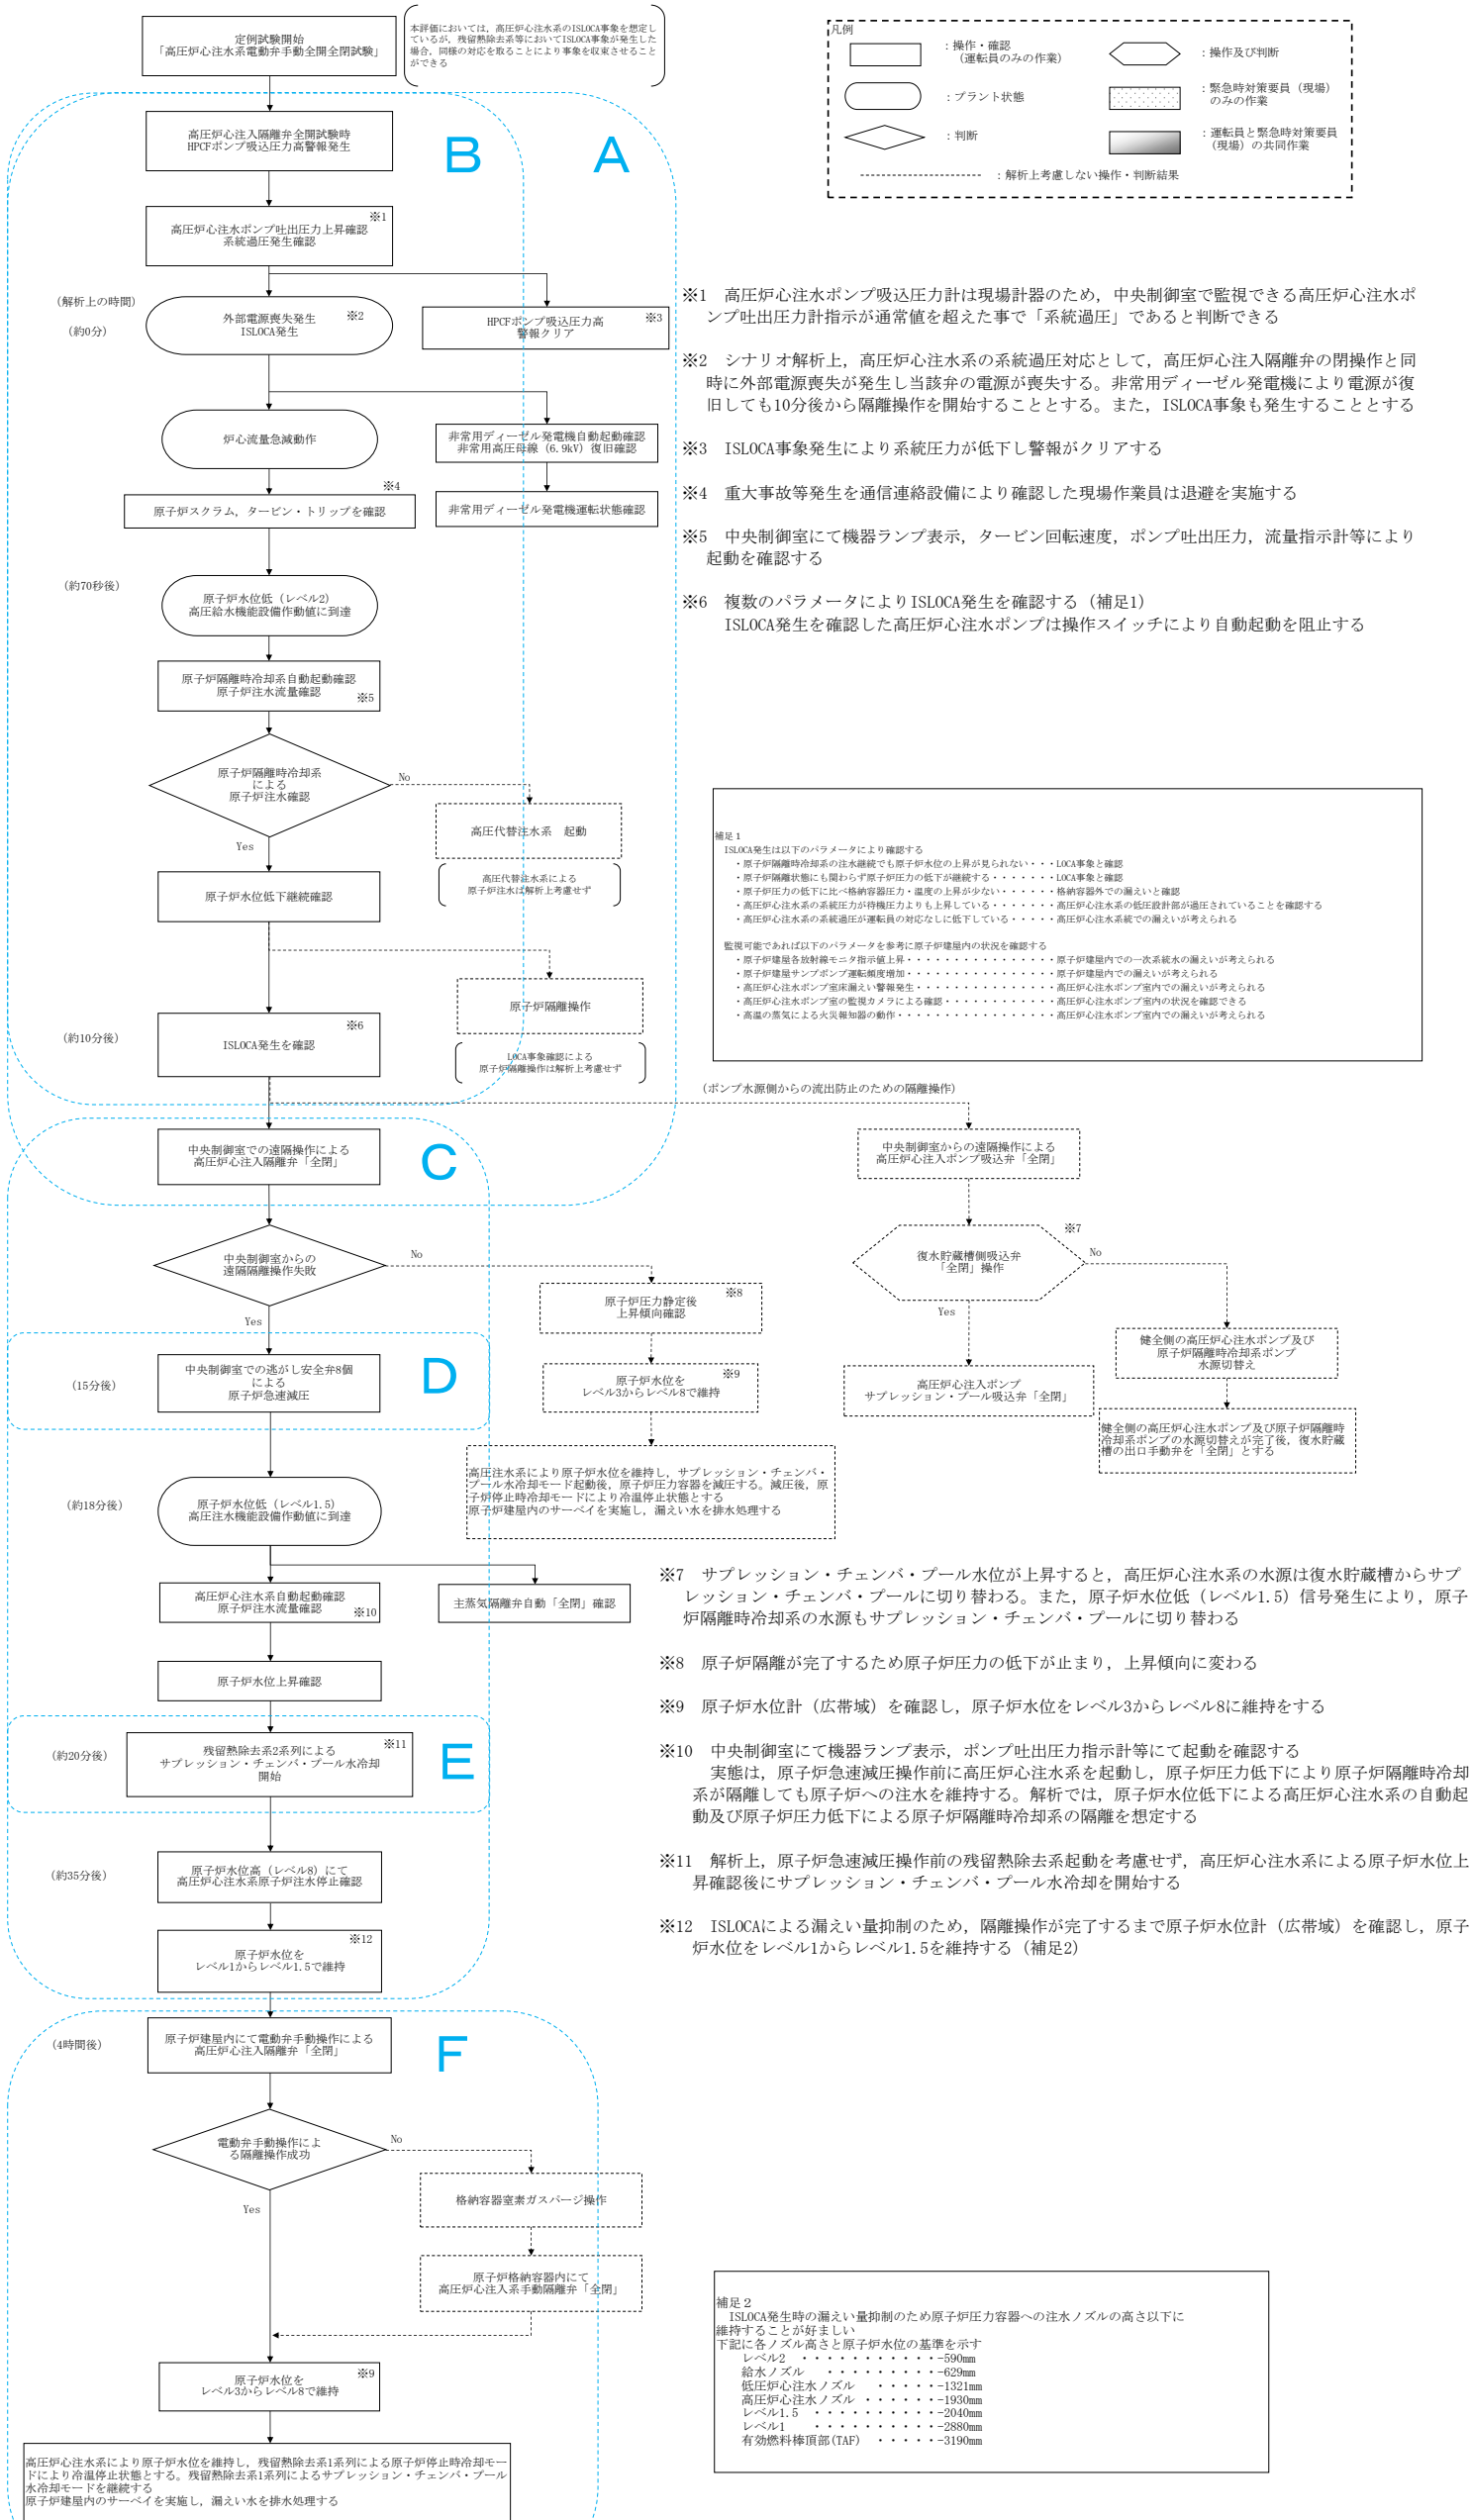 定例試験開始
「高圧炉心注水系電動弁手動全開全閉試験」
本評価においては，高圧炉心注水系のISLOCA事象を想定し
ているが，残留熱除去系等においてISLOCA事象が発生した
場合，同様の対応を取ることにより事象を収束させること
ができる
凡例
：操作・確認
（運転員のみの作業）
：操作及び判断
：プラント状態
：緊急時対策要員（現場）
のみの作業
：判断
：運転員と緊急時対策要員
（現場）の共同作業
：解析上考慮しない操作・判断結果
A
B
高圧炉心注入隔離弁全開試験時
HPCFポンプ吸込圧力高警報発生
※1
高圧炉心注水ポンプ吐出圧力上昇確認
系統過圧発生確認
（解析上の時間）
（約0分）
外部電源喪失発生
ISLOCA発生
※2
HPCFポンプ吸込圧力高
警報クリア
※3
炉心流量急減動作
非常用ディーゼル発電機自動起動確認
非常用高圧母線（6.9kV）復旧確認
※4
原子炉スクラム，タービン・トリップを確認
非常用ディーゼル発電機運転状態確認
（約70秒後）
原子炉水位低（レベル2）
高圧給水機能設備作動値に到達
原子炉隔離時冷却系自動起動確認
原子炉注水流量確認
※5
原子炉隔離時冷却系
による
原子炉注水確認
No
Yes
高圧代替注水系　起動
高圧代替注水系による
原子炉注水は解析上考慮せず
原子炉水位低下継続確認
原子炉隔離操作
LOCA事象確認による
原子炉隔離操作は解析上考慮せず
（約10分後）
※6
ISLOCA発生を確認
※1　高圧炉心注水ポンプ吸込圧力計は現場計器のため，中央制御室で監視できる高圧炉心注水ポ
ンプ吐出圧力計指示が通常値を超えた事で「系統過圧」であると判断できる
※2　シナリオ解析上，高圧炉心注水系の系統過圧対応として，高圧炉心注入隔離弁の閉操作と同
時に外部電源喪失が発生し当該弁の電源が喪失する。非常用ディーゼル発電機により電源が復
旧しても10分後から隔離操作を開始することとする。また，ISLOCA事象も発生することとする
※3　ISLOCA事象発生により系統圧力が低下し警報がクリアする
※4　重大事故等発生を通信連絡設備により確認した現場作業員は退避を実施する
※5　中央制御室にて機器ランプ表示，タービン回転速度，ポンプ吐出圧力，流量指示計等により
起動を確認する
※6　複数のパラメータによりISLOCA発生を確認する（補足1）
ISLOCA発生を確認した高圧炉心注水ポンプは操作スイッチにより自動起動を阻止する
補足１
ISLOCA発生は以下のパラメータにより確認する
・原子炉隔離時冷却系の注水継続でも原子炉水位の上昇が見られない・・・LOCA事象と確認
・原子炉隔離状態にも関わらず原子炉圧力の低下が継続する・・・・・・・LOCA事象と確認
・原子炉圧力の低下に比べ格納容器圧力・温度の上昇が少ない・・・・・・格納容器外での漏えいと確認
・高圧炉心注水系の系統圧力が待機圧力よりも上昇している・・・・・・・高圧炉心注水系の低圧設計部が過圧されていることを確認する
・高圧炉心注水系の系統過圧が運転員の対応なしに低下している・・・・・高圧炉心注水系統での漏えいが考えられる
監視可能であれば以下のパラメータを参考に原子炉建屋内の状況を確認する
・原子炉建屋各放射線モニタ指示値上昇・・・・・・・・・・・・・・・・原子炉建屋内での一次系統水の漏えいが考えられる
・原子炉建屋サンプポンプ運転頻度増加・・・・・・・・・・・・・・・・原子炉建屋内での漏えいが考えられる
・高圧炉心注水ポンプ室床漏えい警報発生・・・・・・・・・・・・・・・高圧炉心注水ポンプ室内での漏えいが考えられる
・高圧炉心注水ポンプ室の監視カメラによる確認・・・・・・・・・・・・高圧炉心注水ポンプ室内の状況を確認できる
・高温の蒸気による火災報知器の動作・・・・・・・・・・・・・・・・・高圧炉心注水ポンプ室内での漏えいが考えられる
（ポンプ水源側からの流出防止のための隔離操作）
C
中央制御室での遠隔操作による
高圧炉心注入隔離弁「全閉」
中央制御室からの遠隔操作による
高圧炉心注入ポンプ吸込弁「全閉」
中央制御室からの
遠隔隔離操作失敗
No
Yes
※7
復水貯蔵槽側吸込弁
「全閉」操作
No
Yes
※8
原子炉圧力静定後
上昇傾向確認
健全側の高圧炉心注水ポンプ及び
原子炉隔離時冷却系ポンプ
水源切替え
D
（15分後）
中央制御室での逃がし安全弁8個
による
原子炉急速減圧
※9
原子炉水位を
レベル3からレベル8で維持
高圧炉心注入ポンプ
サプレッション・プール吸込弁「全閉」
健全側の高圧炉心注水ポンプ及び原子炉隔離時
冷却系ポンプの水源切替えが完了後，復水貯蔵
槽の出口手動弁を「全閉」とする
高圧注水系により原子炉水位を維持し，サプレッション・チェンバ・
プール水冷却モード起動後，原子炉圧力容器を減圧する。減圧後，原
子炉停止時冷却モードにより冷温停止状態とする
原子炉建屋内のサーベイを実施し，漏えい水を排水処理する
（約18分後）
原子炉水位低（レベル1.5）
高圧注水機能設備作動値に到達
高圧炉心注水系自動起動確認
原子炉注水流量確認
※10
主蒸気隔離弁自動「全閉」確認
原子炉水位上昇確認
E
（約20分後）
※11
残留熱除去系2系列による
サプレッション・チェンバ・プール水冷却
開始
（約35分後）
原子炉水位高（レベル8）にて
高圧炉心注水系原子炉注水停止確認
※12
原子炉水位を
レベル1からレベル1.5で維持
※7　サプレッション・チェンバ・プール水位が上昇すると，高圧炉心注水系の水源は復水貯蔵槽からサプ
レッション・チェンバ・プールに切り替わる。また，原子炉水位低（レベル1.5）信号発生により，原子
炉隔離時冷却系の水源もサプレッション・チェンバ・プールに切り替わる
※8　原子炉隔離が完了するため原子炉圧力の低下が止まり，上昇傾向に変わる
※9　原子炉水位計（広帯域）を確認し，原子炉水位をレベル3からレベル8に維持をする
※10　中央制御室にて機器ランプ表示，ポンプ吐出圧力指示計等にて起動を確認する
実態は，原子炉急速減圧操作前に高圧炉心注水系を起動し，原子炉圧力低下により原子炉隔離時冷却
系が隔離しても原子炉への注水を維持する。解析では，原子炉水位低下による高圧炉心注水系の自動起
動及び原子炉圧力低下による原子炉隔離時冷却系の隔離を想定する
※11　解析上，原子炉急速減圧操作前の残留熱除去系起動を考慮せず，高圧炉心注水系による原子炉水位上
昇確認後にサプレッション・チェンバ・プール水冷却を開始する
※12　ISLOCAによる漏えい量抑制のため，隔離操作が完了するまで原子炉水位計（広帯域）を確認し，原子
炉水位をレベル1からレベル1.5を維持する（補足2）
F
（4時間後）
原子炉建屋内にて電動弁手動操作による
高圧炉心注入隔離弁「全閉」
電動弁手動操作によ
る隔離操作成功
No
Yes
格納容器窒素ガスパージ操作
原子炉格納容器内にて
高圧炉心注入系手動隔離弁「全閉」
※9
原子炉水位を
レベル3からレベル8で維持
高圧炉心注水系により原子炉水位を維持し，残留熱除去系1系列による原子炉停止時冷却モー
ドにより冷温停止状態とする。残留熱除去系1系列によるサプレッション・チェンバ・プール
水冷却モードを継続する
原子炉建屋内のサーベイを実施し，漏えい水を排水処理する
補足２
ISLOCA発生時の漏えい量抑制のため原子炉圧力容器への注水ノズルの高さ以下に
維持することが好ましい
下記に各ノズル高さと原子炉水位の基準を示す
レベル2　・・・・・・・・・・・-590mm
給水ノズル　・・・・・・・・・-629mm
低圧炉心注水ノズル　・・・・・-1321mm
高圧炉心注水ノズル ・・・・・・-1930mm
レベル1.5　・・・・・・・・・・-2040mm
レベル1　・・・・・・・・・・-2880mm
有効燃料棒頂部(TAF)　・・・・・-3190mm